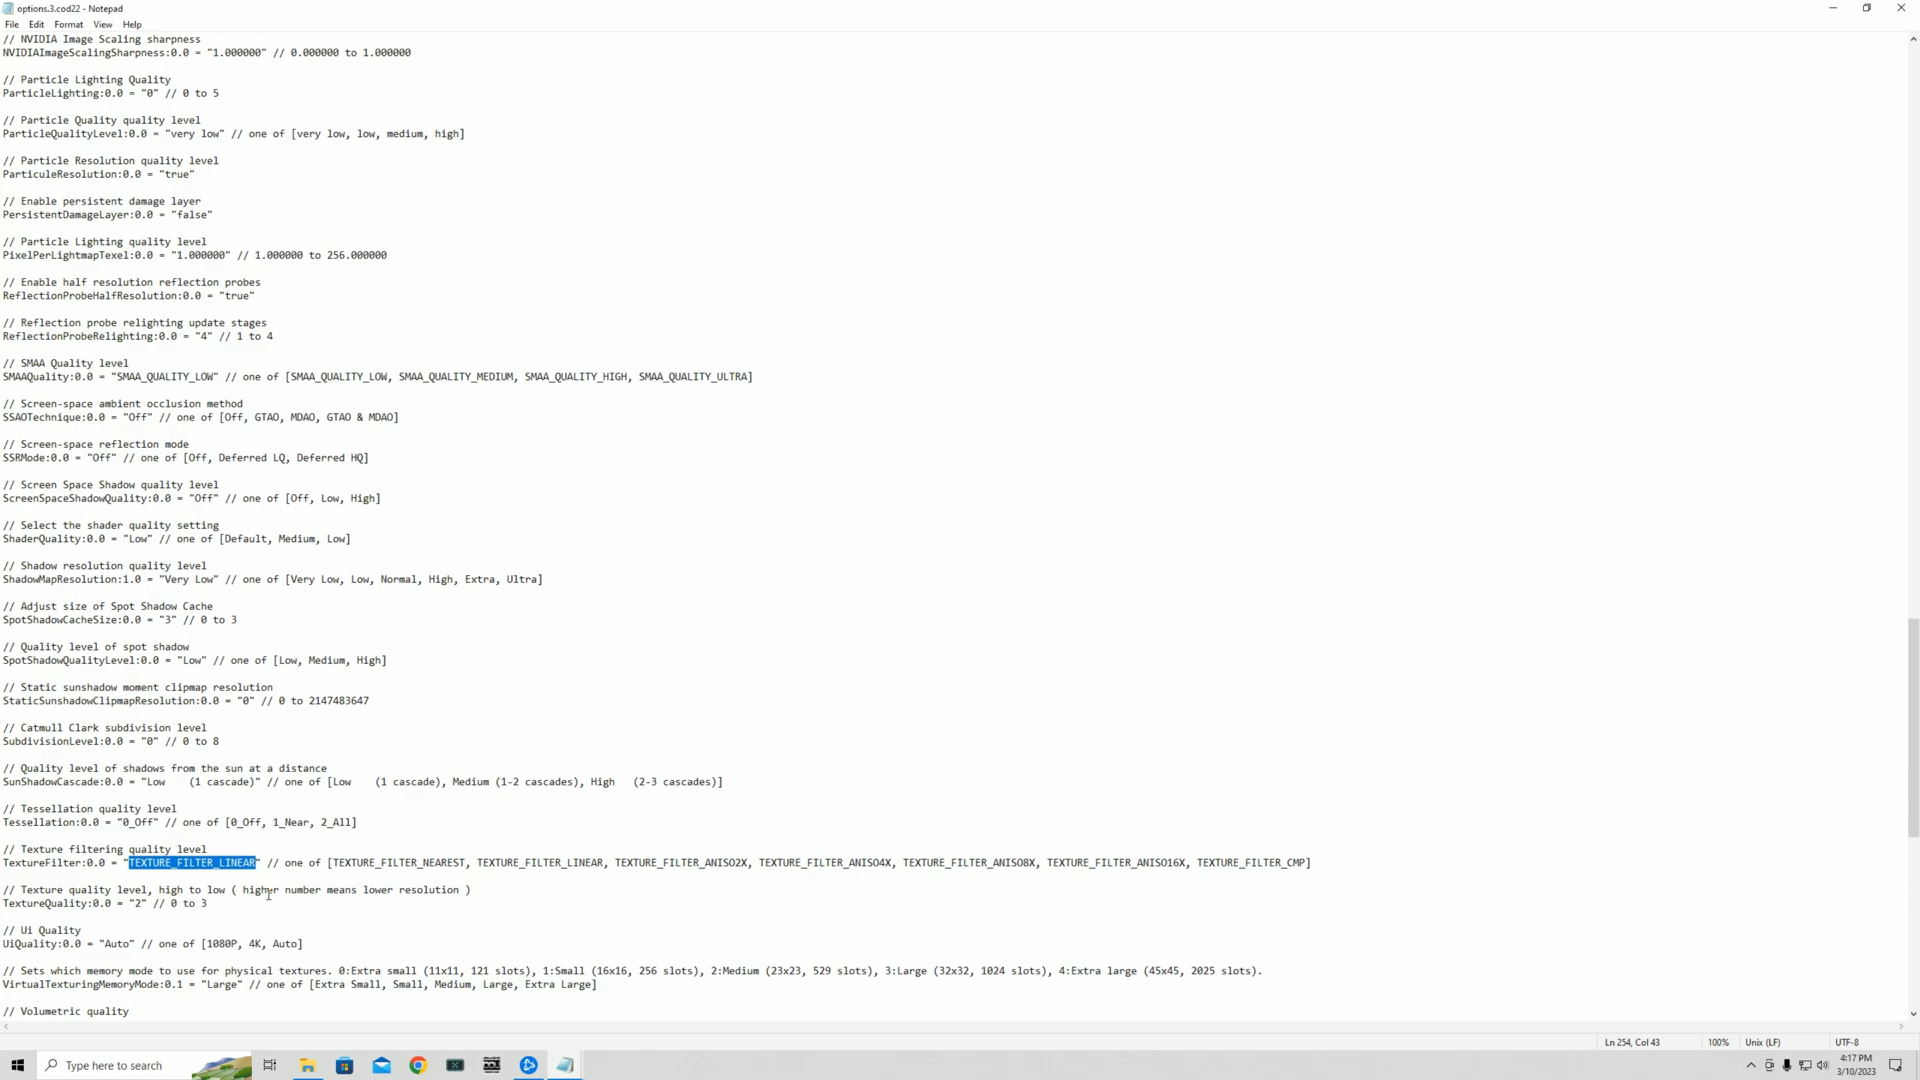 options.3.cod22 - Notepad
File Edit Format View Help
// NVIDIA Image Scaling sharpness
NVIDIAImageScalingSharpness:0.0 = "1.000000" // 0.000000 to 1.000000
// Particle Lighting Quality
ParticleLighting:0.0 = "0" // 0 to 5
// Particle Quality quality level
ParticleQualityLevel:0.0 = "very low" // one of [very low, low, medium, high]
// Particle Resolution quality level
ParticuleResolution:0.0 = "true"
// Enable persistent damage layer
PersistentDamageLayer:0.0 = "false"
// Particle Lighting quality level
PixelPerLightmapTexel:0.0 = "1.000000" // 1.000000 to 256.000000
// Enable half resolution reflection probes
ReflectionProbeHalfResolution:0.0 = "true"
// Reflection probe relighting update stages
ReflectionProbeRelighting:0.0 = "4" // 1 to 4
// SMAA Quality level
SMAAQuality:0.0 = "SMAA_QUALITY_LOW" // one of [SMAA_QUALITY_LOW, SMAA_QUALITY_MEDIUM, SMAA_QUALITY_HIGH, SMAA_QUALITY_ULTRA]
// Screen-space ambient occlusion method
SSAOTechnique:0.0 = "Off" // one of [Off, GTAO, MDAO, GTAO & MDAO]
// Screen-space reflection mode
SSRMode:0.0 = "Off" // one of [Off, Deferred LQ, Deferred HQ]
// Screen Space Shadow quality level
ScreenSpaceShadowQuality:0.0 = "Off" // one of [Off, Low, High]
// Select the shader quality setting
ShaderQuality:0.0 = "Low" // one of [Default, Medium, Low]
// Shadow resolution quality level
ShadowMapResolution:1.0 = "Very Low" // one of [Very Low, Low, Normal, High, Extra, Ultra]
// Adjust size of Spot Shadow Cache
SpotShadowCacheSize:0.0 = "3" // 0 to 3
// Quality level of spot shadow
SpotShadowQualityLevel:0.0 = "Low" // one of [Low, Medium, High]
// Static sunshadow moment clipmap resolution
StaticSunshadowClipmapResolution:0.0 = "0" // 0 to 2147483647
// Catmull Clark subdivision level
SubdivisionLevel:0.0 = "0" // 0 to 8
// Quality level of shadows from the sun at a distance
SunShadowCascade:0.0 = "Low    (1 cascade)" // one of [Low    (1 cascade), Medium (1-2 cascades), High   (2-3 cascades)]
// Tessellation quality level
Tessellation:0.0 = "0_Off" // one of [0_Off, 1_Near, 2_All]
// Texture filtering quality level
TextureFilter:0.0 = "TEXTURE_FILTER_LINEAR" // one of [TEXTURE_FILTER_NEAREST, TEXTURE_FILTER_LINEAR, TEXTURE_FILTER_ANISO2X, TEXTURE_FILTER_ANISO4X, TEXTURE_FILTER_ANISO8X, TEXTURE_FILTER_ANISO16X, TEXTURE_FILTER_CMP]
// Texture quality level, high to low ( higher number means lower resolution )
TextureQuality:0.0 = "2" // 0 to 3
// Ui Quality
UiQuality:0.0 = "Auto" // one of [1080P, 4K, Auto]
// Sets which memory mode to use for physical textures. 0:Extra small (11x11, 121 slots), 1:Small (16x16, 256 slots), 2:Medium (23x23, 529 slots), 3:Large (32x32, 1024 slots), 4:Extra large (45x45, 2025 slots).
VirtualTexturingMemoryMode:0.1 = "Large" // one of [Extra Small, Small, Medium, Large, Extra Large]
// Volumetric quality
Ln 254, Col 43 100% Unix (LF) UTF-8
Type here to search
4:17 PM
3/10/2023